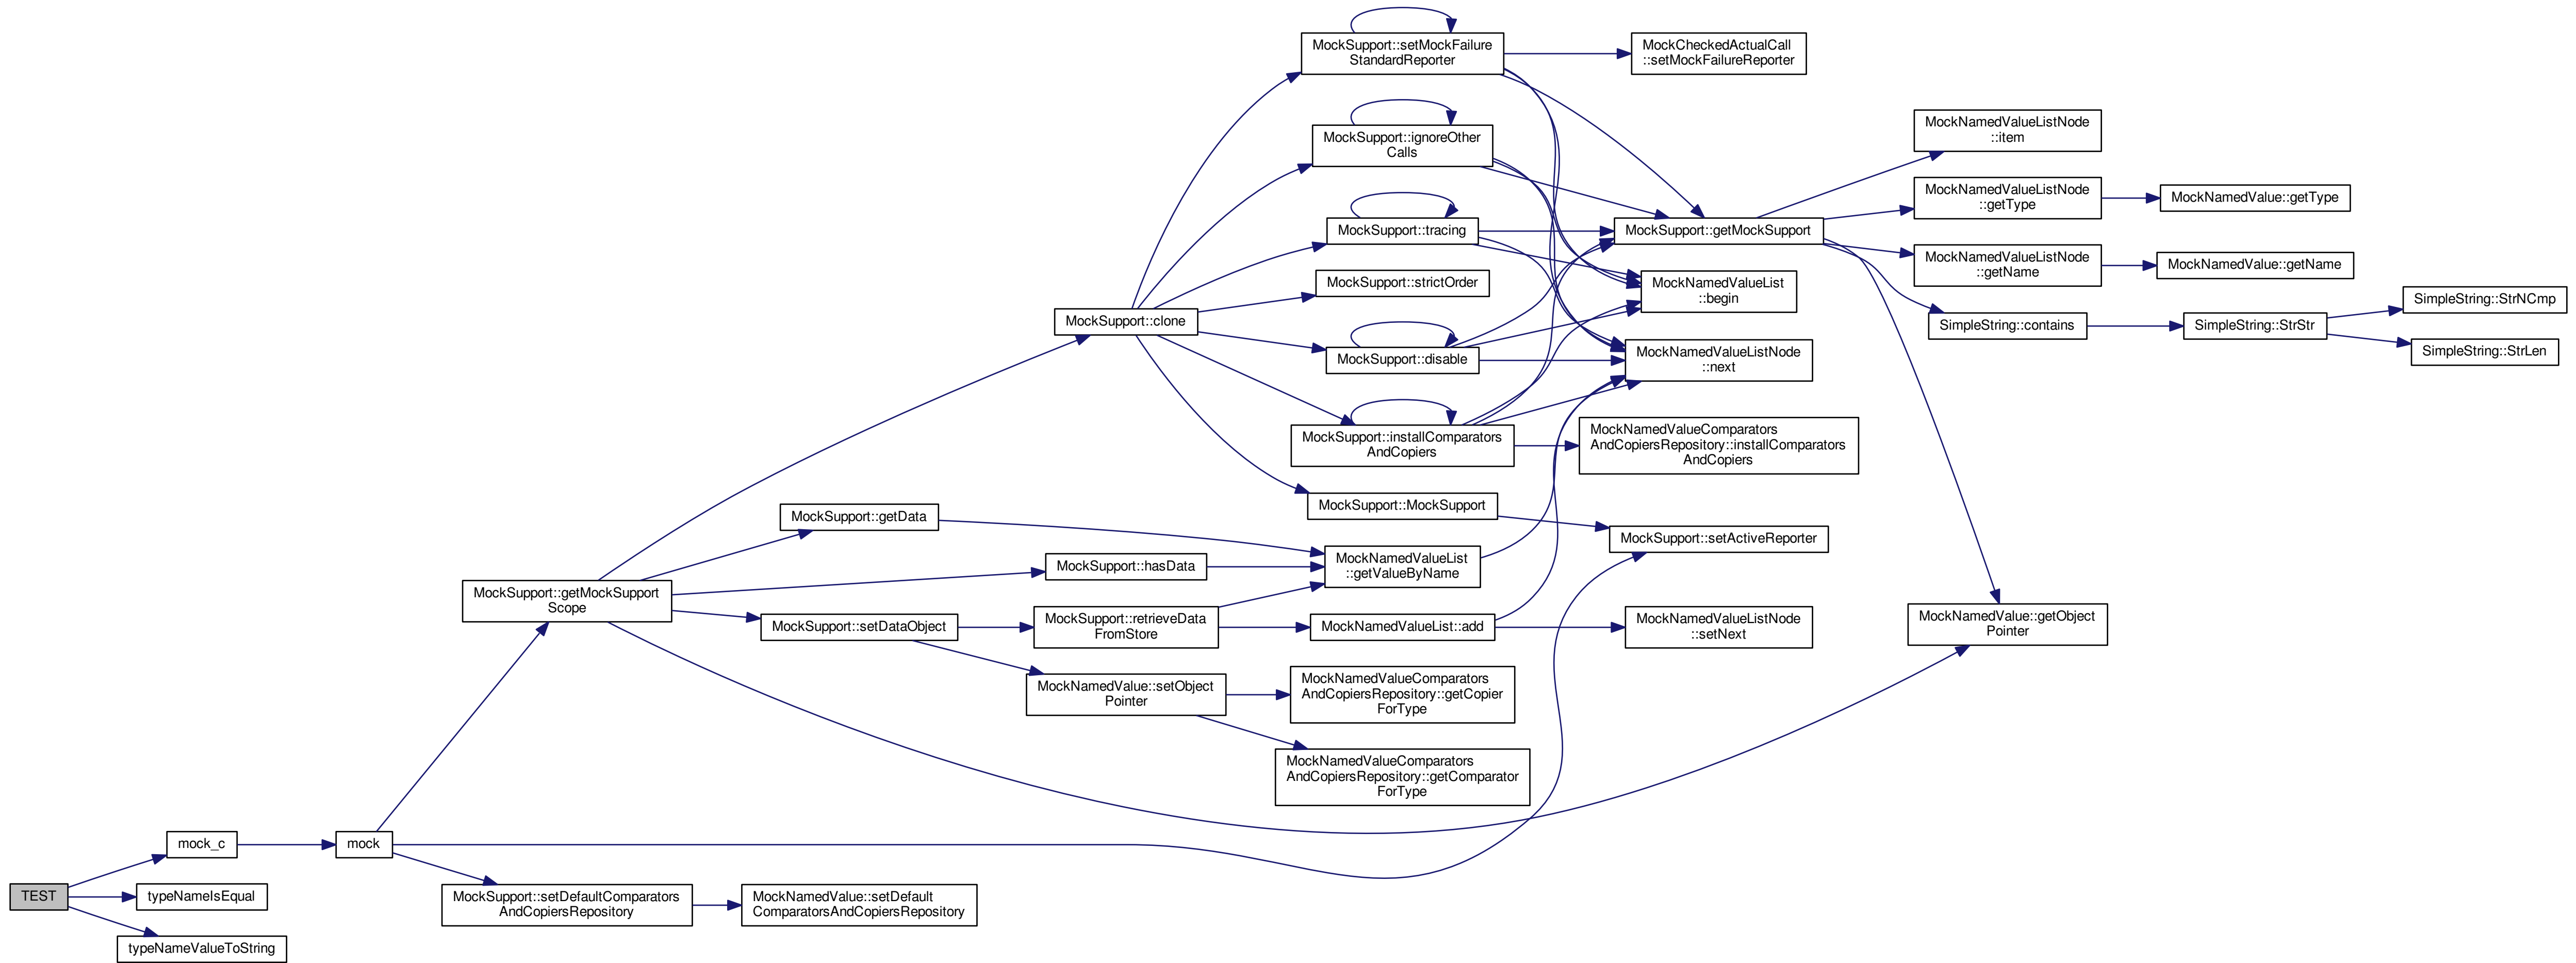 MockSupport::setMockFailure
StandardReporter
MockCheckedActualCall
::setMockFailureReporter
MockSupport::ignoreOther
Calls
MockNamedValueListNode
::item
MockNamedValueListNode
::getType
MockNamedValue::getType
MockSupport::tracing
MockSupport::getMockSupport
MockNamedValueListNode
::getName
MockNamedValue::getName
MockSupport::strictOrder
MockNamedValueList
::begin
SimpleString::StrNCmp
MockSupport::clone
SimpleString::contains
SimpleString::StrStr
SimpleString::StrLen
MockSupport::disable
MockNamedValueListNode
::next
MockSupport::installComparators
AndCopiers
MockNamedValueComparators
AndCopiersRepository::installComparators
AndCopiers
MockSupport::MockSupport
MockSupport::getData
MockSupport::setActiveReporter
MockSupport::hasData
MockNamedValueList
::getValueByName
MockSupport::getMockSupport
Scope
MockSupport::setDataObject
MockSupport::retrieveData
FromStore
MockNamedValueList::add
MockNamedValueListNode
::setNext
MockNamedValue::getObject
Pointer
MockNamedValue::setObject
Pointer
MockNamedValueComparators
AndCopiersRepository::getCopier
ForType
MockNamedValueComparators
AndCopiersRepository::getComparator
ForType
mock_c
mock
TEST
typeNameIsEqual
MockSupport::setDefaultComparators
AndCopiersRepository
MockNamedValue::setDefault
ComparatorsAndCopiersRepository
typeNameValueToString